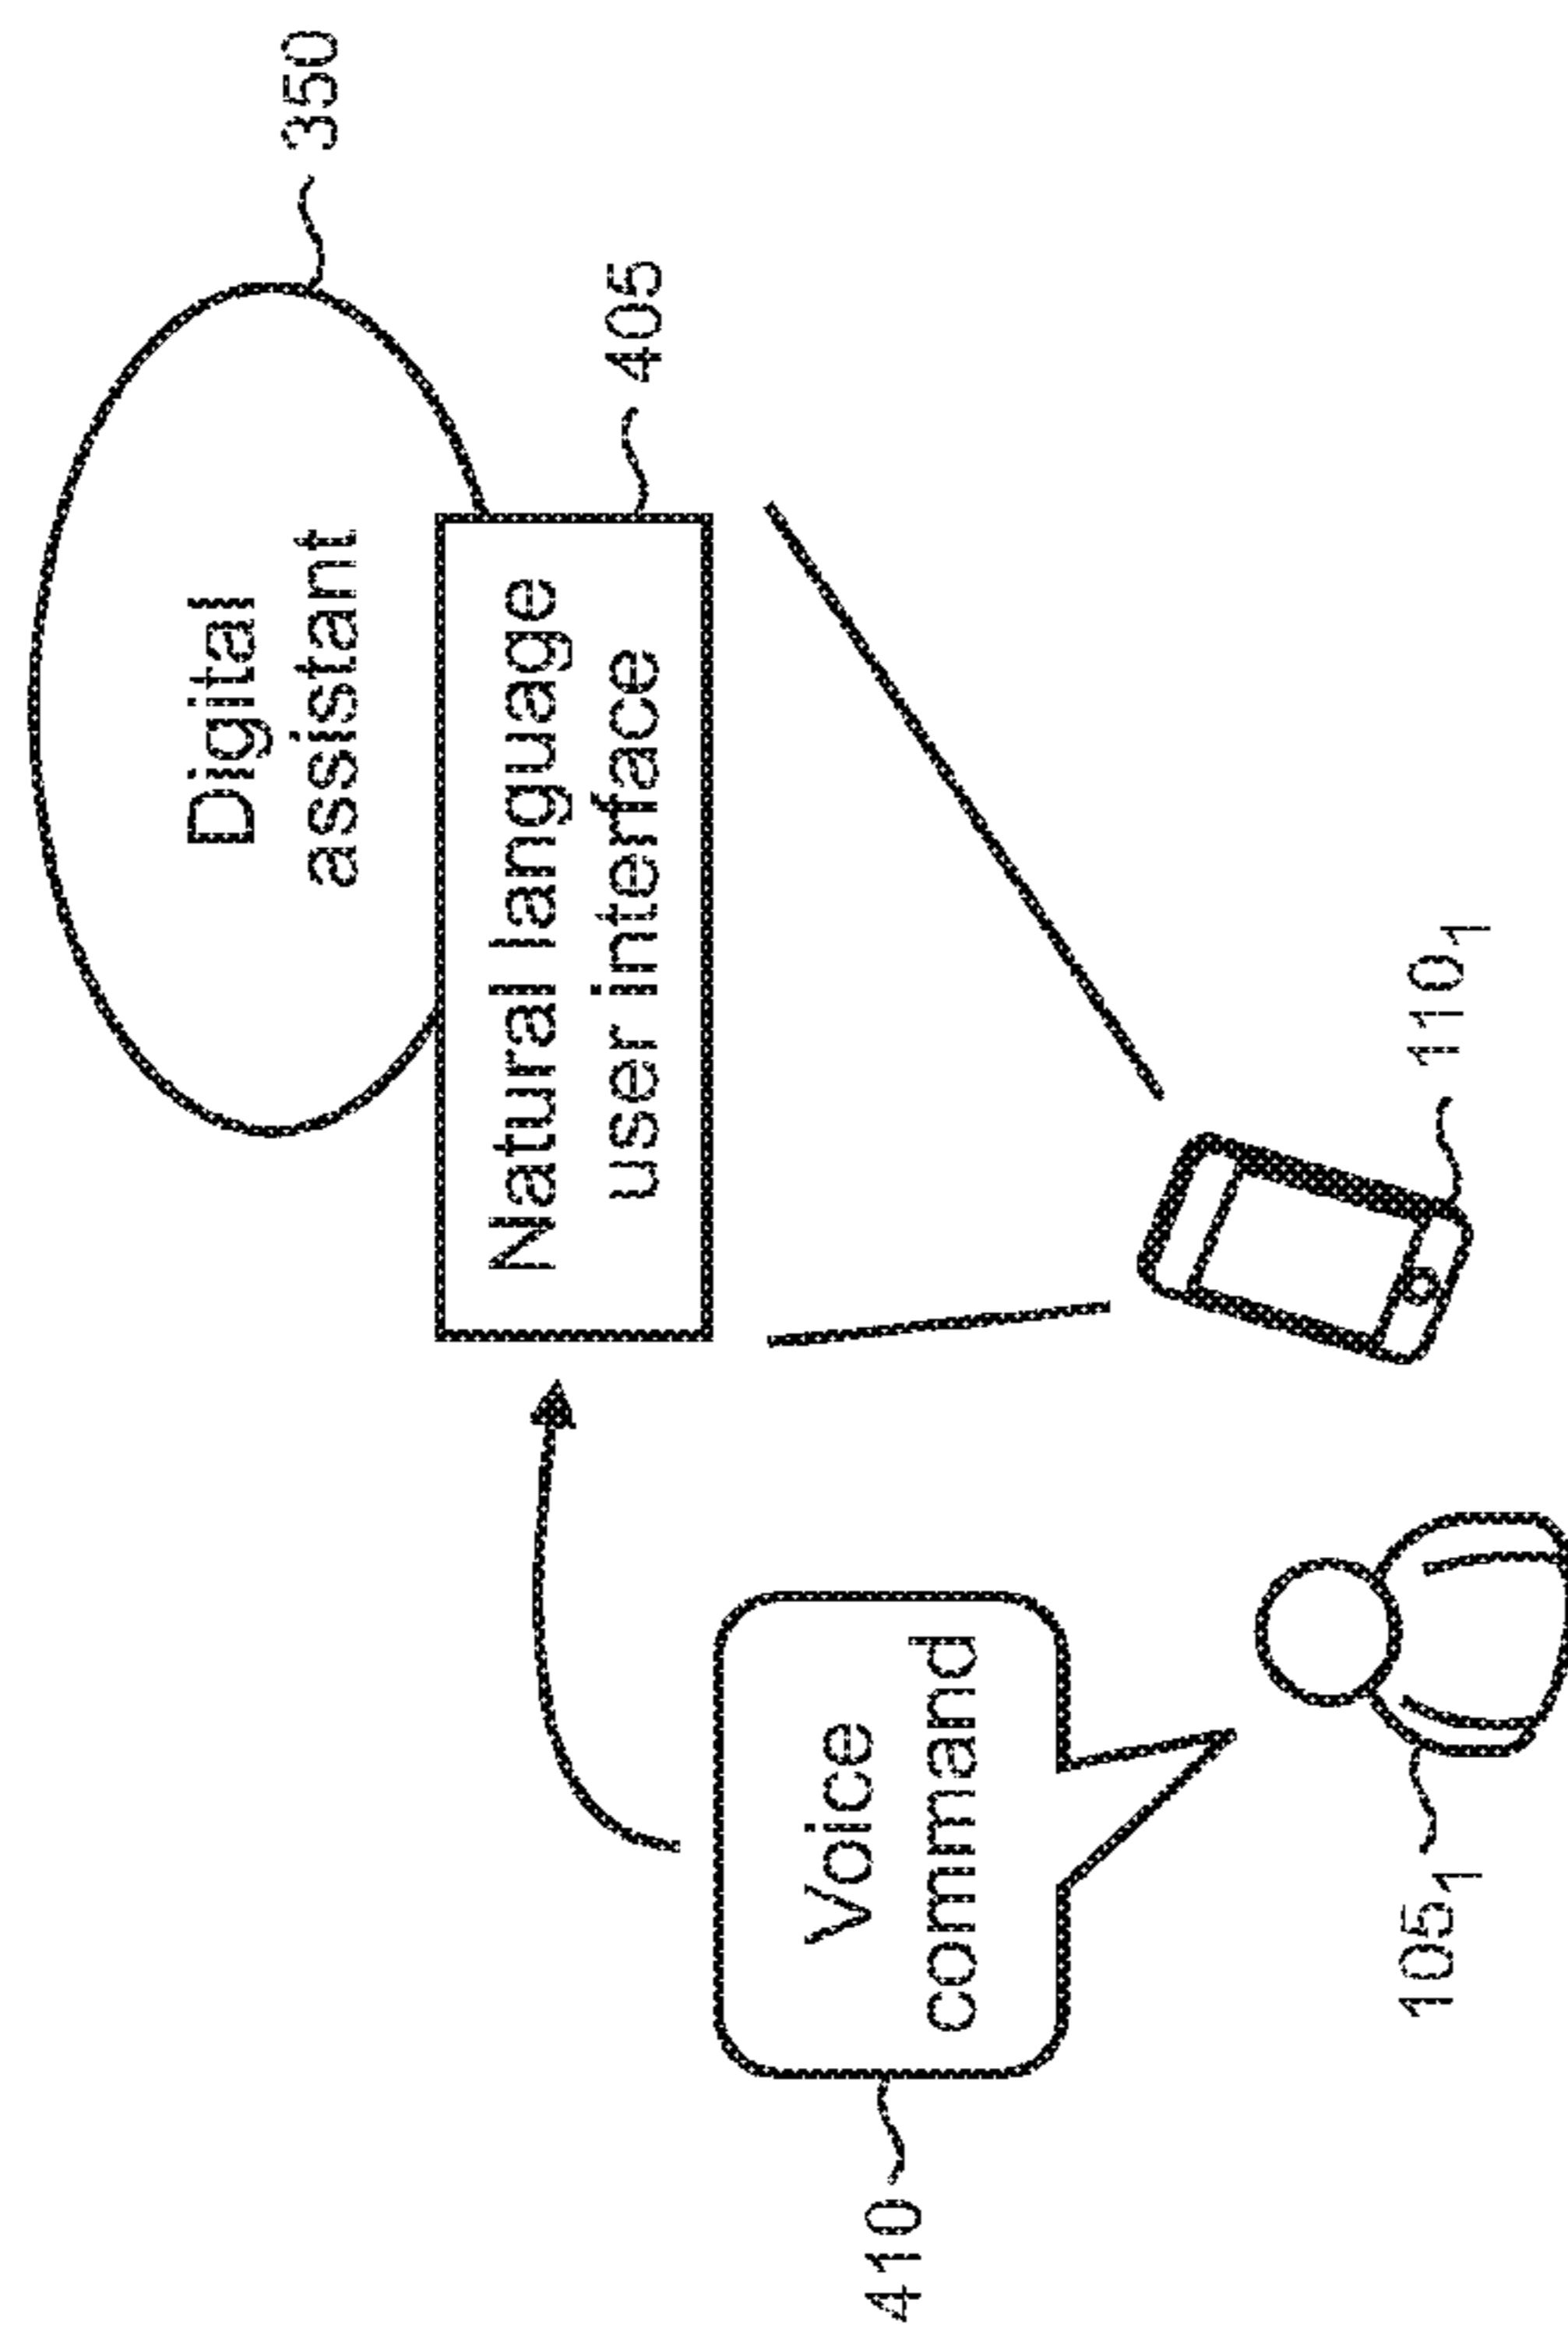 Digital
assistant
350
Natural language
user interface
405
Voice
command
410
105₁
110₁